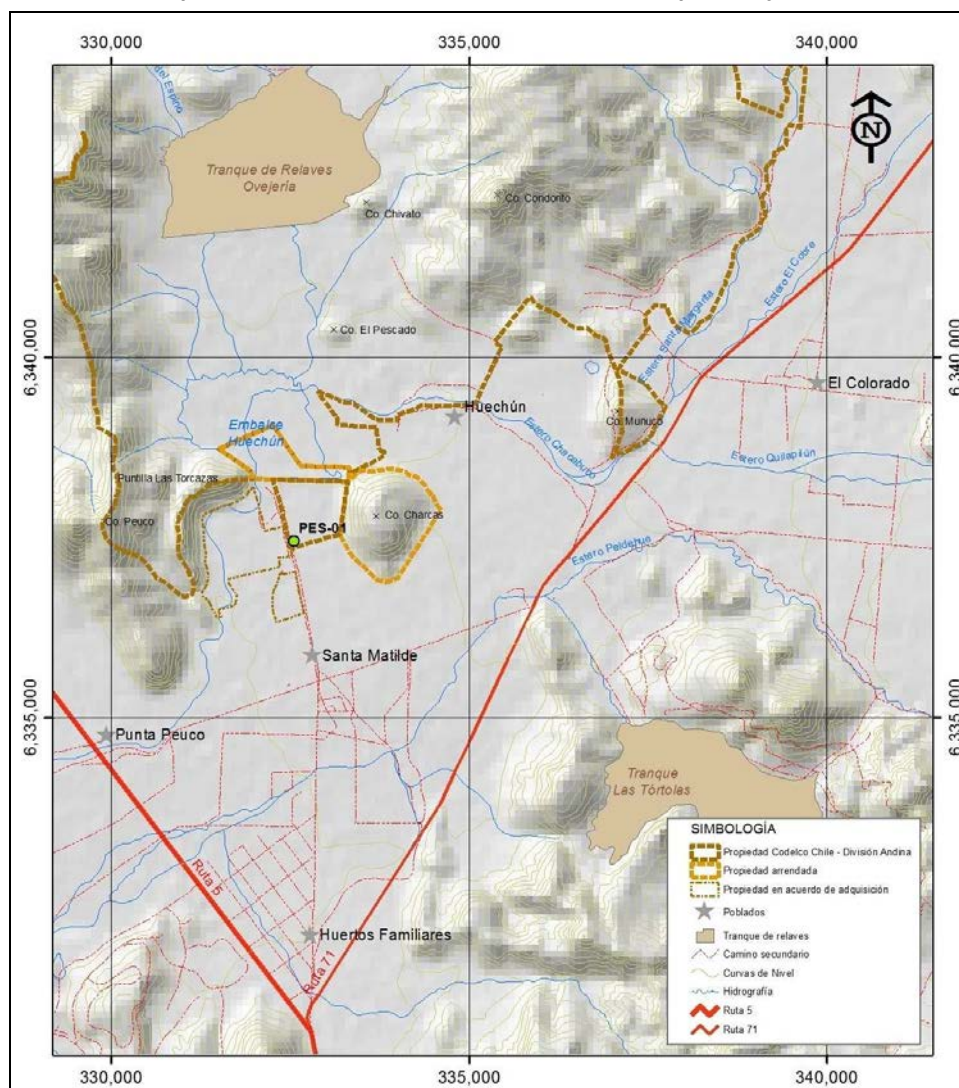 330,000 335,000 340,000
del Espino
Tranque de Relaves
Ovejería
Co. Chivato
Co. Condorito
N
Estero El Cobre
Estero Santa Margarita
Co. El Pescado
6,340,000
6,340,000
El Colorado
Huechún
Co. Munuco
Embalse
Huechún
Estero Chacabuco
Estero Quilapilún
Puntilla Las Torcazas
Co. Peuco
Co. Charcas
PES-01
Estero Peldehue
Santa Matilde
6,335,000
6,335,000
Punta Peuco
Tranque
Las Tórtolas
Ruta 5
Huertos Familiares
Ruta 71
SIMBOLOGÍA
Propiedad Codelco Chile - División Andina
Propiedad arrendada
Propiedad en acuerdo de adquisición
Poblados
Tranque de relaves
Camino secundario
Curvas de Nivel
Hidrografía
Ruta 5
Ruta 71
330,000 335,000 340,000